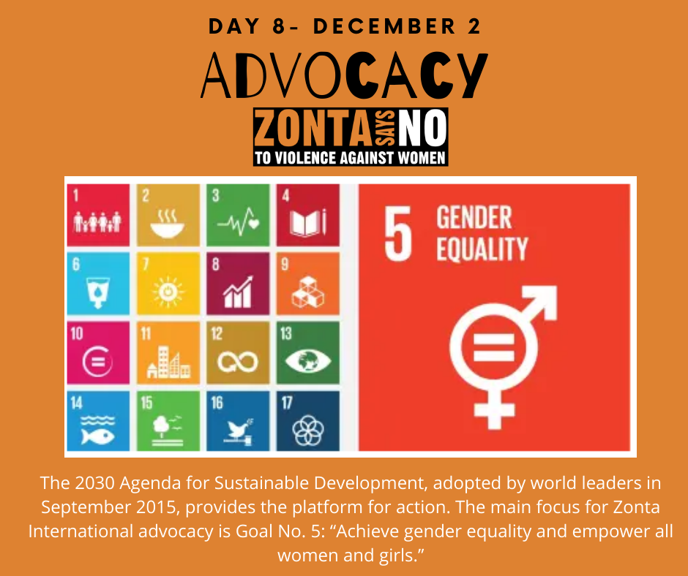 DAY 8- DECEMBER 2
ADVOCACY
ZONTA SAYS NO
TO VIOLENCE AGAINST WOMEN
1 2 3 4
6 7 8 9
10 11 12 13
14 15 16 17
5 GENDER
EQUALITY
The 2030 Agenda for Sustainable Development, adopted by world leaders in
September 2015, provides the platform for action. The main focus for Zonta
International advocacy is Goal No. 5: “Achieve gender equality and empower all
women and girls.”